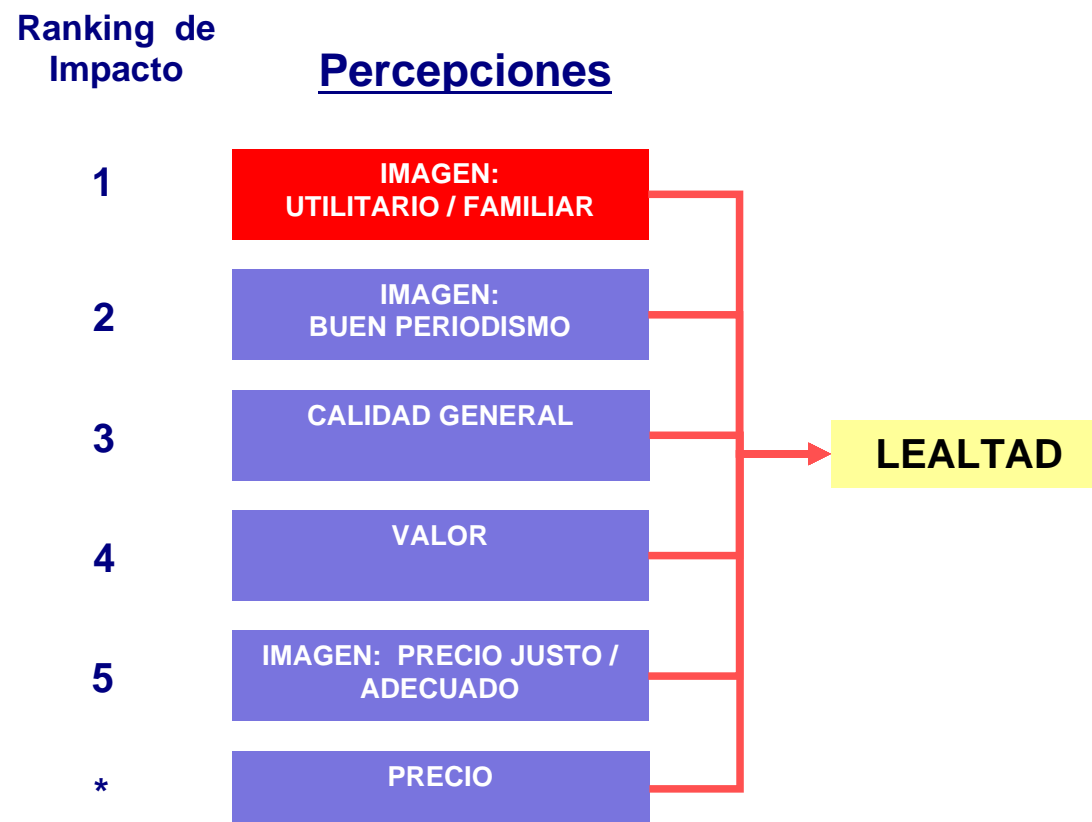 Ranking de
Impacto
Percepciones
1
IMAGEN:
UTILITARIO / FAMILIAR
2
IMAGEN:
BUEN PERIODISMO
3
CALIDAD GENERAL
LEALTAD
4
VALOR
5
IMAGEN: PRECIO JUSTO /
ADECUADO
*
PRECIO